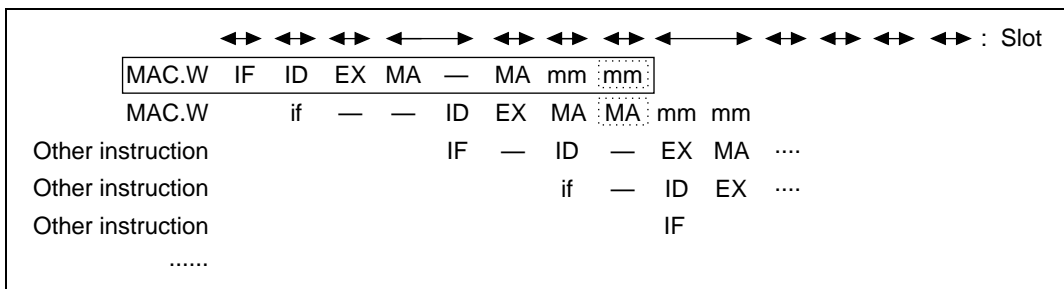 : Slot
MAC.W IF ID EX MA — MA mm mm
MAC.W if — — ID EX MA MA mm mm
Other instruction IF — ID — EX MA ····
Other instruction if — ID EX ····
Other instruction IF
······